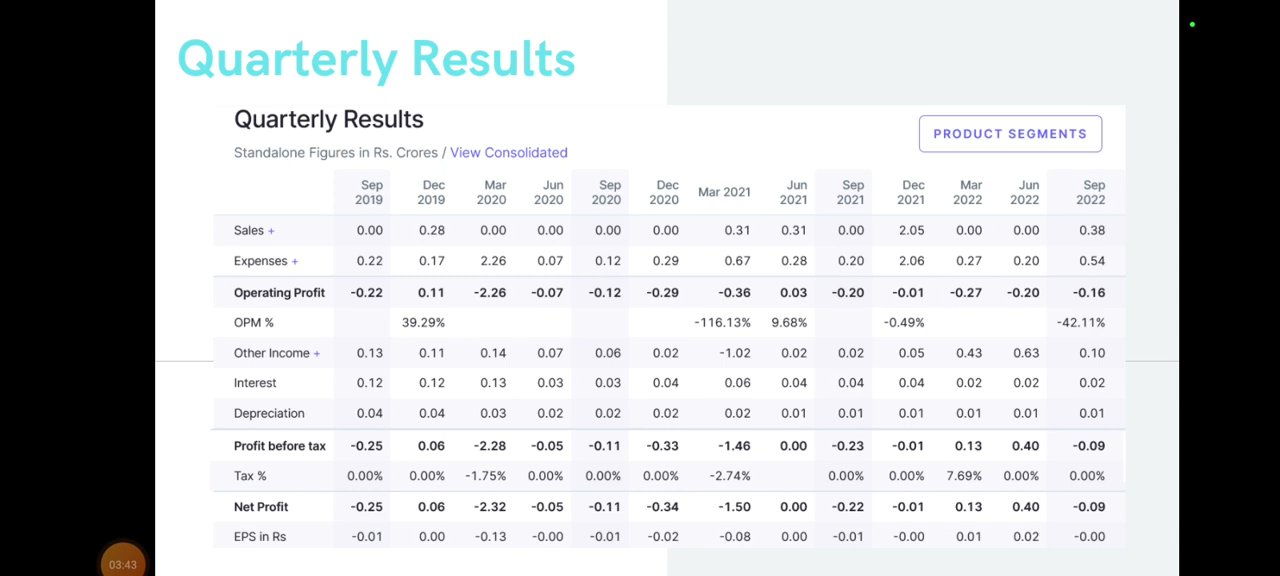 Quarterly Results
Quarterly Results
PRODUCT SEGMENTS
Standalone Figures in Rs. Crores / View Consolidated
Sep 2019 Dec 2019 Mar 2020 Jun 2020 Sep 2020 Dec 2020 Mar 2021 Jun 2021 Sep 2021 Dec 2021 Mar 2022 Jun 2022 Sep 2022
Sales + 0.00 0.28 0.00 0.00 0.00 0.00 0.31 0.31 0.00 2.05 0.00 0.00 0.38
Expenses + 0.22 0.17 2.26 0.07 0.12 0.29 0.67 0.28 0.20 2.06 0.27 0.20 0.54
Operating Profit -0.22 0.11 -2.26 -0.07 -0.12 -0.29 -0.36 0.03 -0.20 -0.01 -0.27 -0.20 -0.16
OPM % 39.29% -116.13% 9.68% -0.49% -42.11%
Other Income + 0.13 0.11 0.14 0.07 0.06 0.02 -1.02 0.02 0.02 0.05 0.43 0.63 0.10
Interest 0.12 0.12 0.13 0.03 0.03 0.04 0.06 0.04 0.04 0.04 0.02 0.02 0.02
Depreciation 0.04 0.04 0.03 0.02 0.02 0.02 0.02 0.01 0.01 0.01 0.01 0.01 0.01
Profit before tax -0.25 0.06 -2.28 -0.05 -0.11 -0.33 -1.46 0.00 -0.23 -0.01 0.13 0.40 -0.09
Tax % 0.00% 0.00% -1.75% 0.00% 0.00% 0.00% -2.74% 0.00% 0.00% 7.69% 0.00% 0.00%
Net Profit -0.25 0.06 -2.32 -0.05 -0.11 -0.34 -1.50 0.00 -0.22 -0.01 0.13 0.40 -0.09
EPS in Rs -0.01 0.00 -0.13 -0.00 -0.01 -0.02 -0.08 0.00 -0.01 -0.00 0.01 0.02 -0.00
03:43